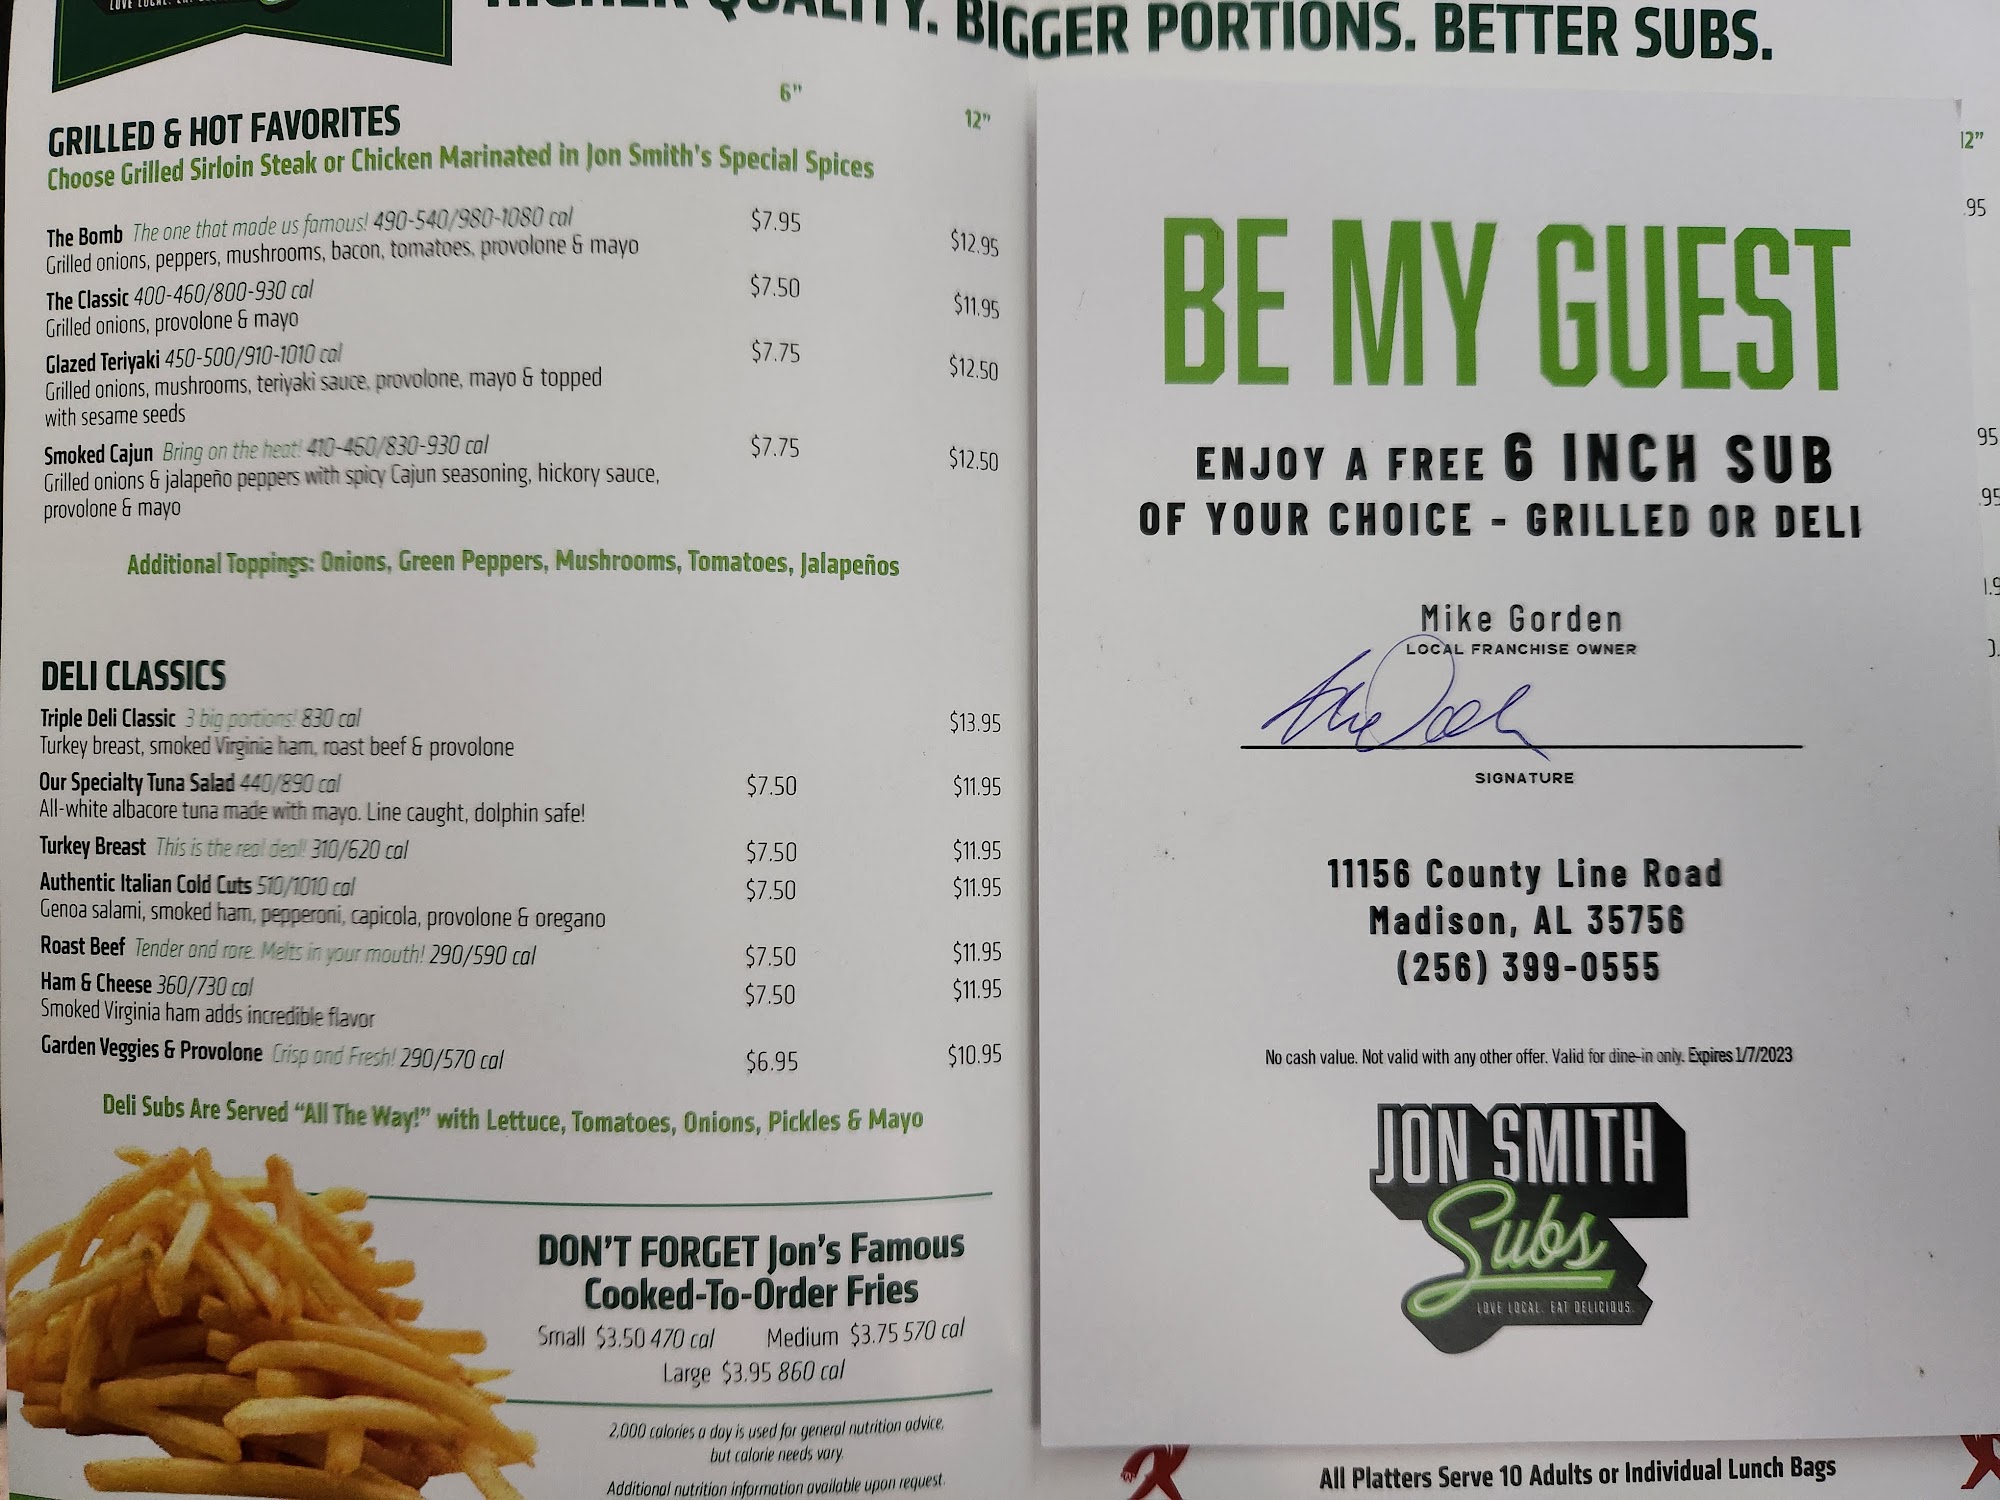 LOVE LOCAL. EAT
HIGHER QUALITY. BIGGER PORTIONS. BETTER SUBS.
6" 12"
GRILLED & HOT FAVORITES
Choose Grilled Sirloin Steak or Chicken Marinated in Jon Smith's Special Spices
The Bomb The one that made us famous! 490-540/980-1080 cal $7.95 $12.95
Grilled onions, peppers, mushrooms, bacon, tomatoes, provolone & mayo
The Classic 400-460/800-930 cal $7.50 $11.95
Grilled onions, provolone & mayo
Glazed Teriyaki 450-500/910-1010 cal $7.75 $12.50
Grilled onions, mushrooms, teriyaki sauce, provolone, mayo & topped
with sesame seeds
Smoked Cajun Bring on the heat! 410-460/830-930 cal $7.75 $12.50
Grilled onions & jalapeño peppers with spicy Cajun seasoning, hickory sauce,
provolone & mayo
Additional Toppings: Onions, Green Peppers, Mushrooms, Tomatoes, Jalapeños
DELI CLASSICS
Triple Deli Classic 3 big portions! 830 cal $13.95
Turkey breast, smoked Virginia ham, roast beef & provolone
Our Specialty Tuna Salad 440/890 cal $7.50 $11.95
All-white albacore tuna made with mayo. Line caught, dolphin safe!
Turkey Breast This is the real deal! 310/620 cal $7.50 $11.95
Authentic Italian Cold Cuts 510/1010 cal $7.50 $11.95
Genoa salami, smoked ham, pepperoni, capicola, provolone & oregano
Roast Beef Tender and rare. Melts in your mouth! 290/590 cal $7.50 $11.95
Ham & Cheese 360/730 cal $7.50 $11.95
Smoked Virginia ham adds incredible flavor
Garden Veggies & Provolone Crisp and Fresh! 290/570 cal $6.95 $10.95
Deli Subs Are Served "All The Way!" with Lettuce, Tomatoes, Onions, Pickles & Mayo
DON'T FORGET Jon's Famous
Cooked-To-Order Fries
Small $3.50 470 cal Medium $3.75 570 cal
Large $3.95 860 cal
2,000 calories a day is used for general nutrition advice,
but calorie needs vary.
Additional nutrition information available upon request.
BE MY GUEST
ENJOY A FREE 6 INCH SUB
OF YOUR CHOICE - GRILLED OR DELI
Mike Gorden
LOCAL FRANCHISE OWNER
SIGNATURE
11156 County Line Road
Madison, AL 35756
(256) 399-0555
No cash value. Not valid with any other offer. Valid for dine-in only. Expires 1/7/2023
JON SMITH
Subs
LOVE LOCAL. EAT DELICIOUS.
12"
.95
95
.95
All Platters Serve 10 Adults or Individual Lunch Bags